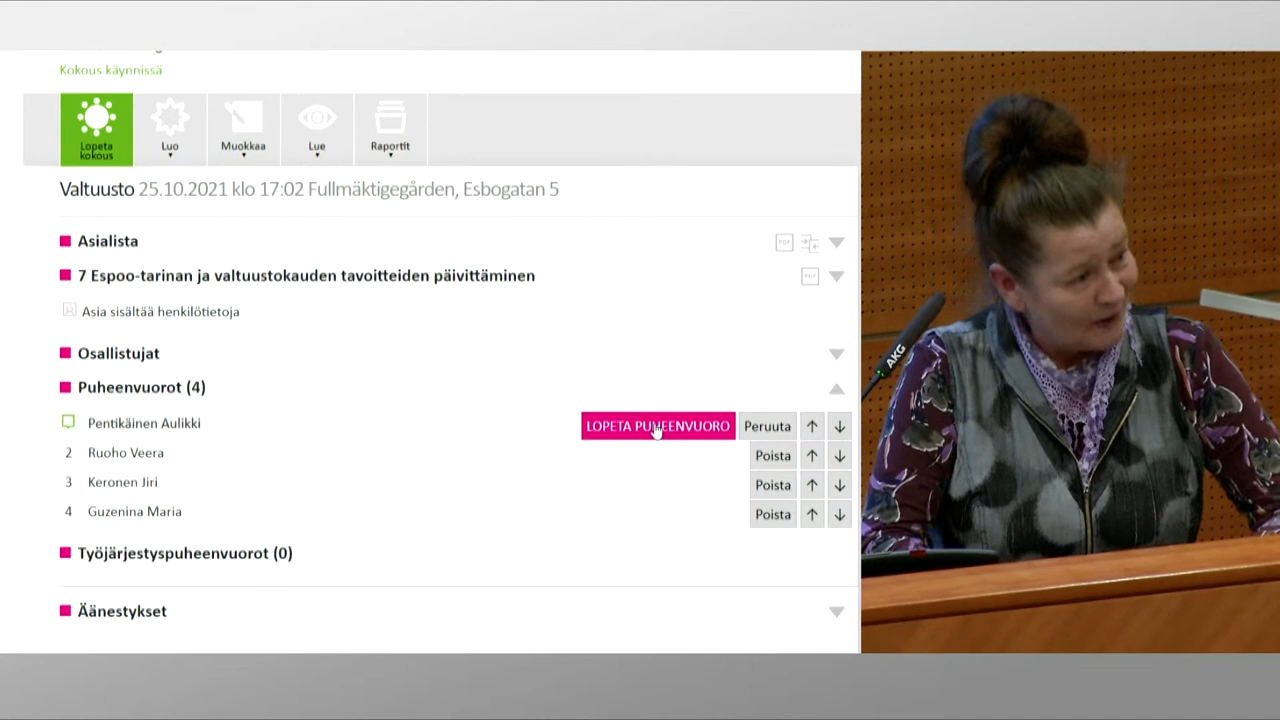 Kokous käynnissä
Lopeta kokous
Luo
Muokkaa
Lue
Raportit
Valtuusto 25.10.2021 klo 17:02 Fullmäktigegården, Esbogatan 5
Asialista
PDF
7 Espoo-tarinan ja valtuustokauden tavoitteiden päivittäminen
PDF
Asia sisältää henkilötietoja
Osallistujat
Puheenvuorot (4)
Pentikäinen Aulikki LOPETA PUHEENVUORO Peruuta
2 Ruoho Veera Poista
3 Keronen Jiri Poista
4 Guzenina Maria Poista
Työjärjestyspuheenvuorot (0)
Äänestykset
AKG